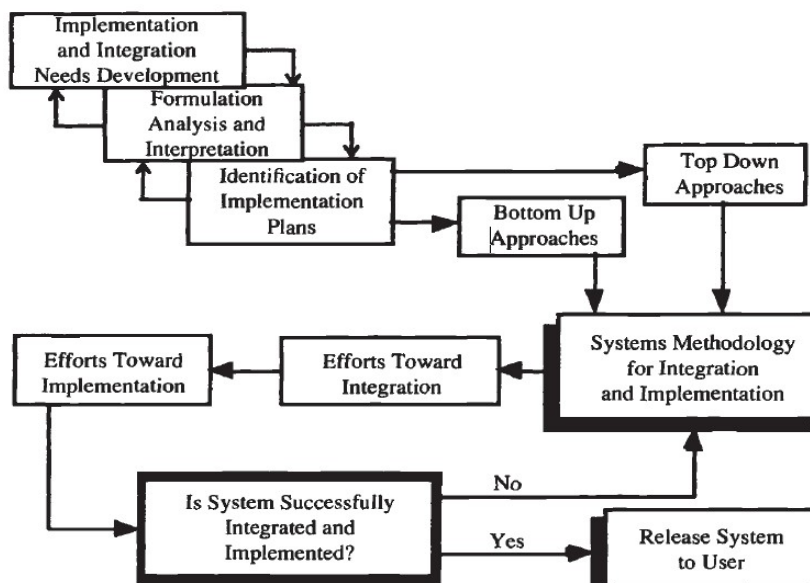 Implementation
and Integration
Needs Development
Formulation
Analysis and
Interpretation
Identification of
Implementation
Plans
Top Down
Approaches
Bottom Up
Approaches
Systems Methodology
for Integration
and Implementation
Efforts Toward
Integration
Efforts Toward
Implementation
Is System Successfully
Integrated and
Implemented?
No
Yes
Release System
to User